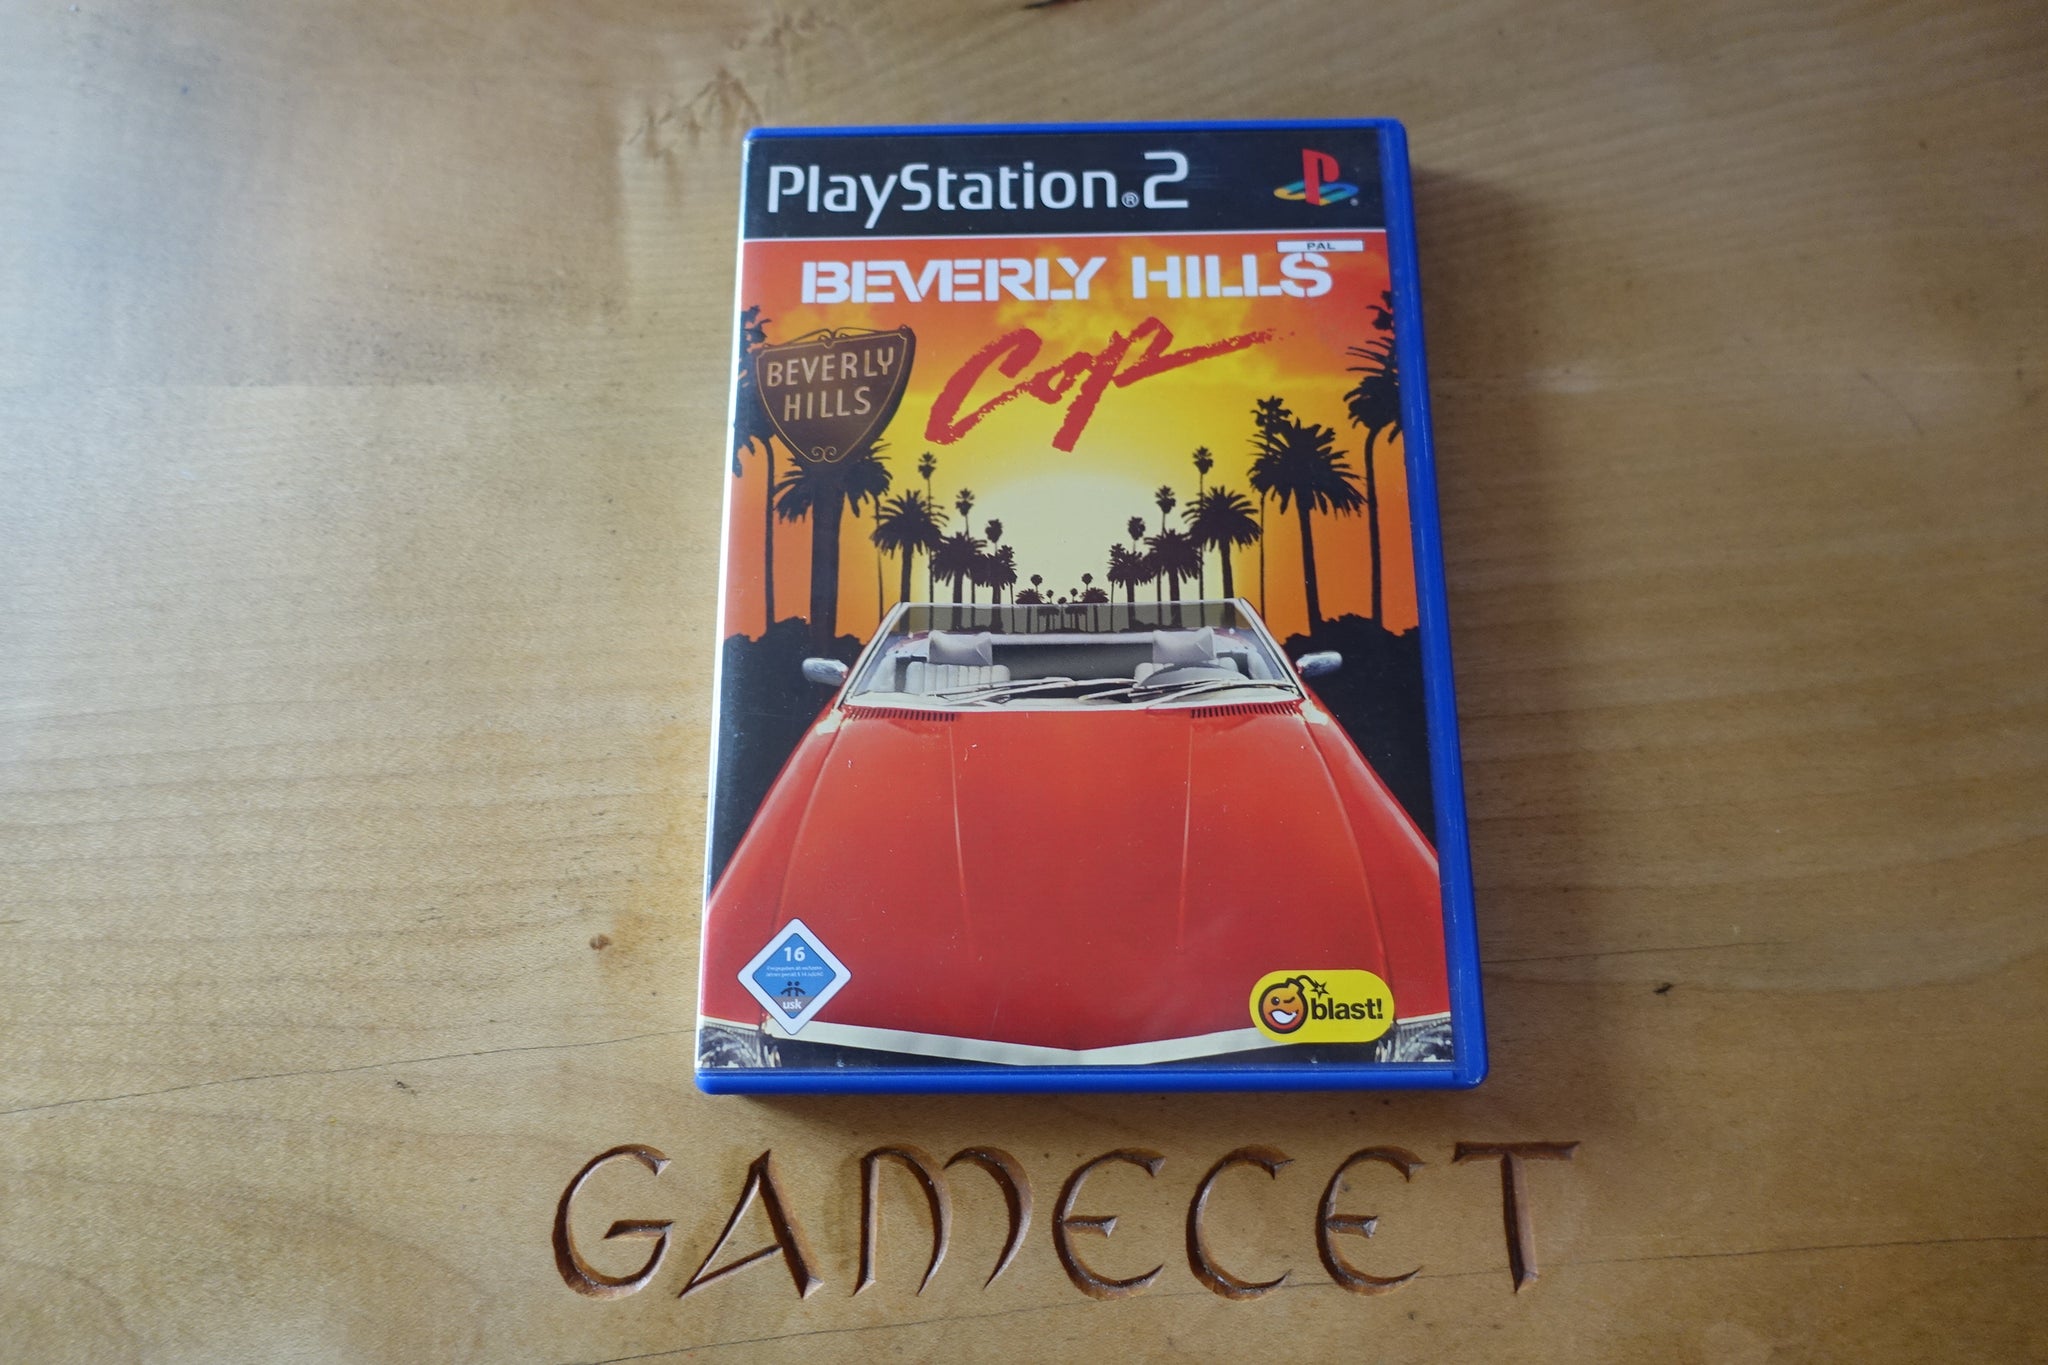 PlayStation®2
PAL
BEVERLY HILLS
Cop
BEVERLY
HILLS
16
usk
blast!
GAMECET